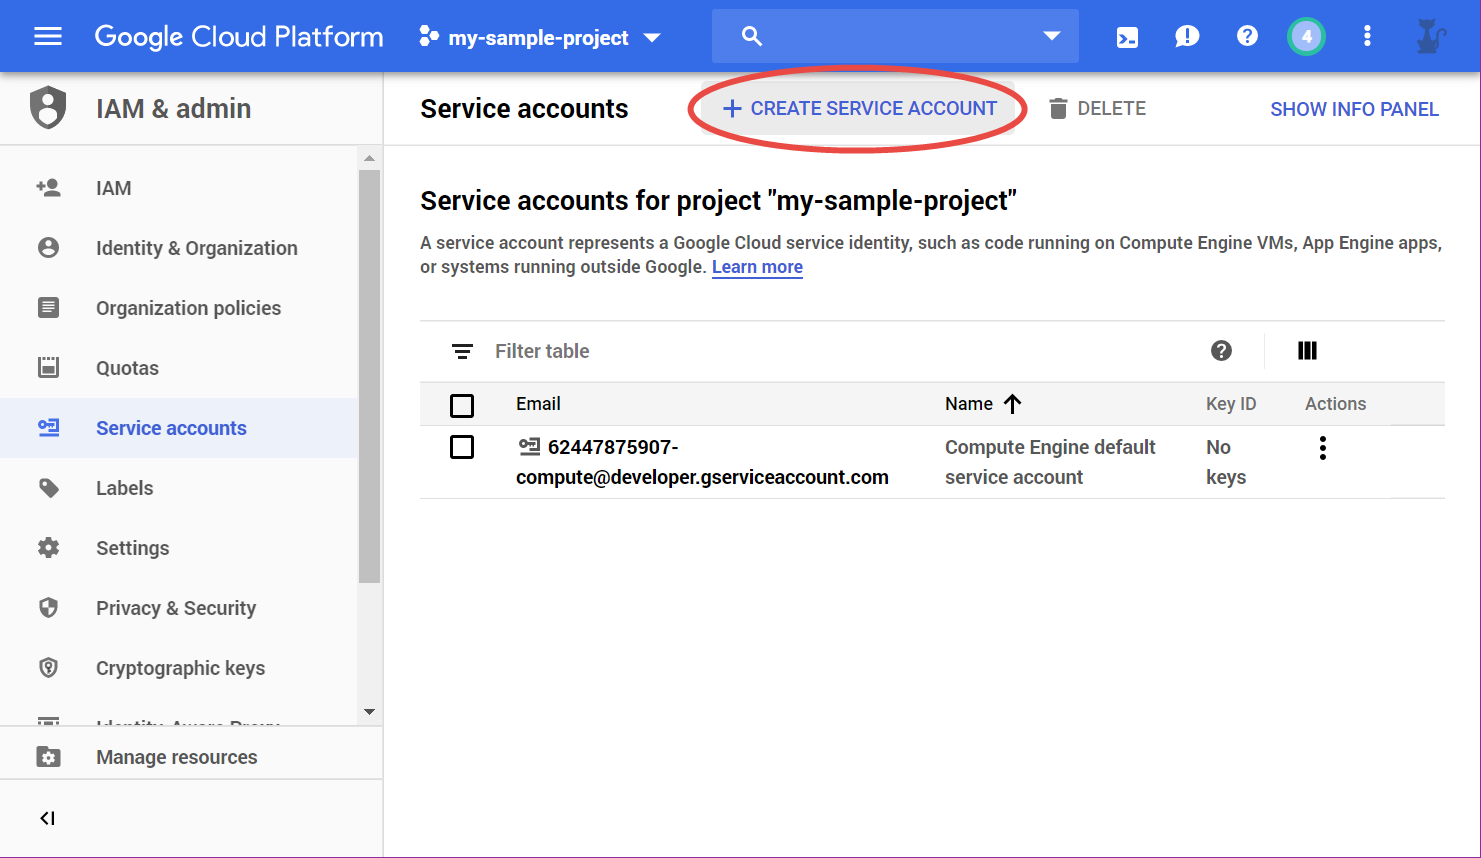 Google Cloud Platform
my-sample-project
4
IAM & admin
Service accounts
CREATE SERVICE ACCOUNT
DELETE
SHOW INFO PANEL
IAM
Identity & Organization
Organization policies
Quotas
Service accounts
Labels
Settings
Privacy & Security
Cryptographic keys
Identity-Aware Proxy
Manage resources
Service accounts for project "my-sample-project"
A service account represents a Google Cloud service identity, such as code running on Compute Engine VMs, App Engine apps,
or systems running outside Google. Learn more
Filter table
Email Name Key ID Actions
62447875907- Compute Engine default No
compute@developer.gserviceaccount.com service account keys